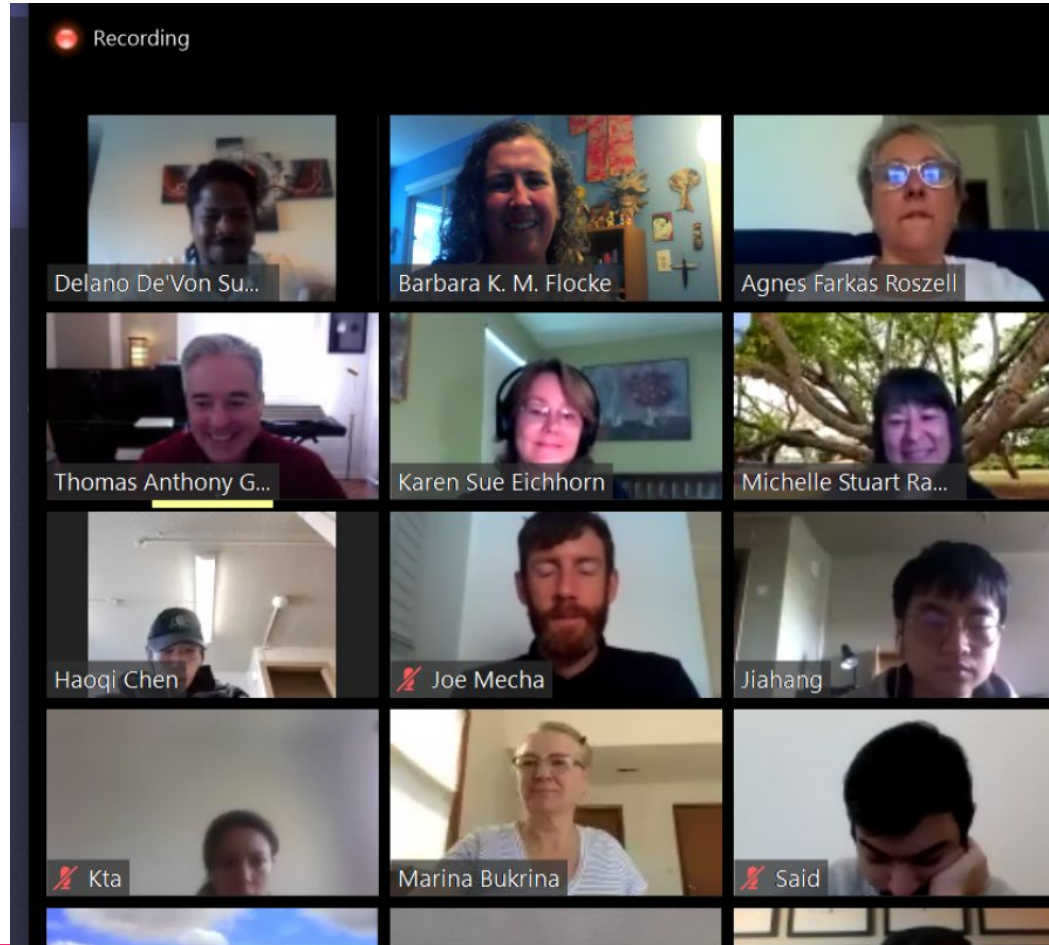 Recording
Delano De'Von Su...
Barbara K. M. Flocke
Agnes Farkas Roszell
Thomas Anthony G...
Karen Sue Eichhorn
Michelle Stuart Ra...
Haoqi Chen
Joe Mecha
Jiahang
Kta
Marina Bukrina
Said